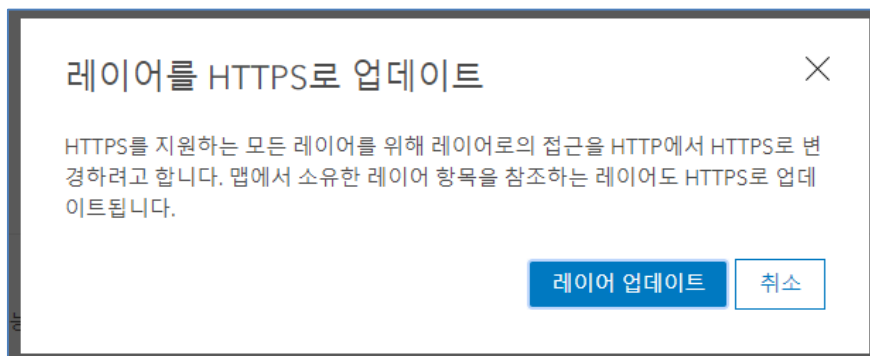 레이어를 HTTPS로 업데이트
HTTPS를 지원하는 모든 레이어를 위해 레이어로의 접근을 HTTP에서 HTTPS로 변
경하려고 합니다. 맵에서 소유한 레이어 항목을 참조하는 레이어도 HTTPS로 업데
이트됩니다.
레이어 업데이트 취소